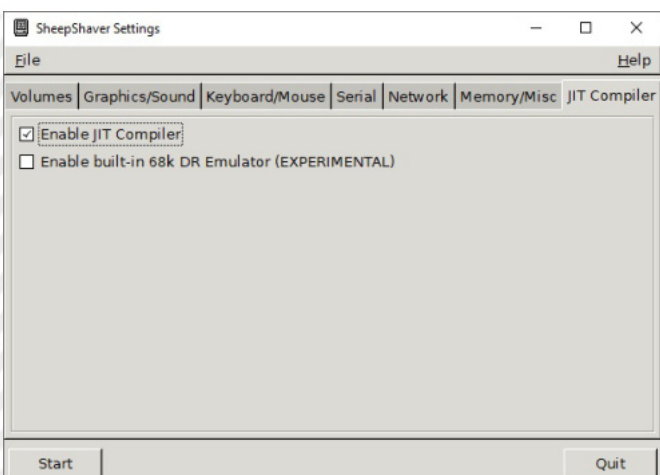 SheepShaver Settings
File Help
Volumes Graphics/Sound Keyboard/Mouse Serial Network Memory/Misc JIT Compiler
Enable JIT Compiler
Enable built-in 68k DR Emulator (EXPERIMENTAL)
Start Quit